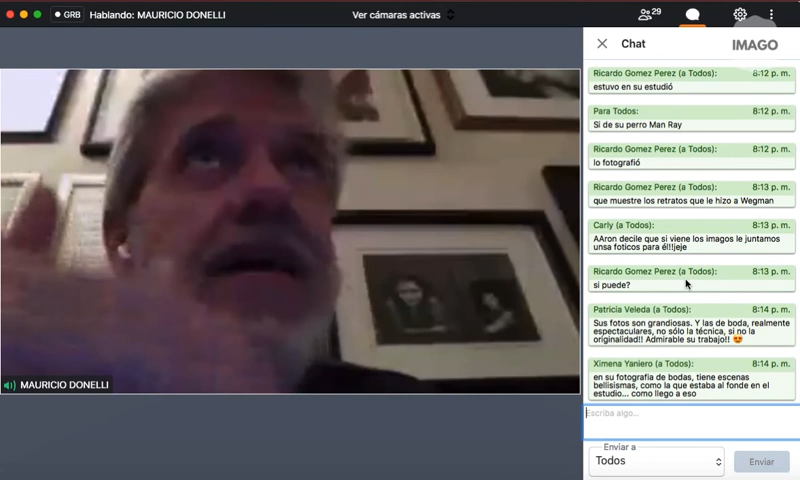 GRB
Hablando: MAURICIO DONELLI
Ver cámaras activas
29
Chat
IMAGO
Ricardo Gomez Perez (a Todos): 8:12 p. m.
estuvo en su estudió
Para Todos: 8:12 p. m.
Si de su perro Man Ray
Ricardo Gomez Perez (a Todos): 8:12 p. m.
lo fotografió
Ricardo Gomez Perez (a Todos): 8:13 p. m.
que muestre los retratos que le hizo a Wegman
Carly (a Todos): 8:13 p. m.
AAron decile que si viene los imagos le juntamos
unsa foticos para él!!jeje
Ricardo Gomez Perez (a Todos): 8:13 p. m.
si puede?
Patricia Veleda (a Todos): 8:14 p. m.
Sus fotos son grandiosas. Y las de boda, realmente
espectaculares, no sólo la técnica, si no la
originalidad!! Admirable su trabajo!! 😍
Ximena Yaniero (a Todos): 8:14 p. m.
en su fotografia de bodas, tiene escenas
bellisismas, como la que estaba al fonde en el
estudio... como llego a eso
Escriba algo...
Enviar a
Todos
Enviar
MAURICIO DONELLI